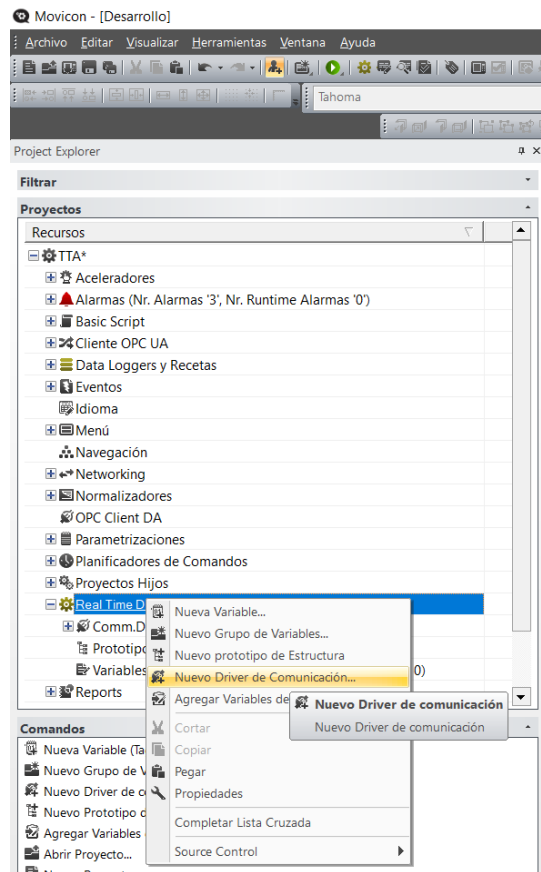 Movicon - [Desarrollo]
Archivo Editar Visualizar Herramientas Ventana Ayuda
Tahoma
Project Explorer
Filtrar
Proyectos
Recursos
TTA*
Aceleradores
Alarmas (Nr. Alarmas '3', Nr. Runtime Alarmas '0')
Basic Script
Cliente OPC UA
Data Loggers y Recetas
Eventos
Idioma
Menú
Navegación
Networking
Normalizadores
OPC Client DA
Parametrizaciones
Planificadores de Comandos
Proyectos Hijos
Real Time D
Comm.D
Prototipo
Variables 0)
Reports
Nueva Variable...
Nuevo Grupo de Variables...
Nuevo prototipo de Estructura
Nuevo Driver de Comunicación...
Agregar Variables de
Nuevo Driver de comunicación
Nuevo Driver de comunicación
Cortar
Copiar
Pegar
Propiedades
Completar Lista Cruzada
Source Control
Comandos
Nueva Variable (Ta
Nuevo Grupo de V
Nuevo Driver de co
Nuevo Prototipo d
Agregar Variables
Abrir Proyecto...